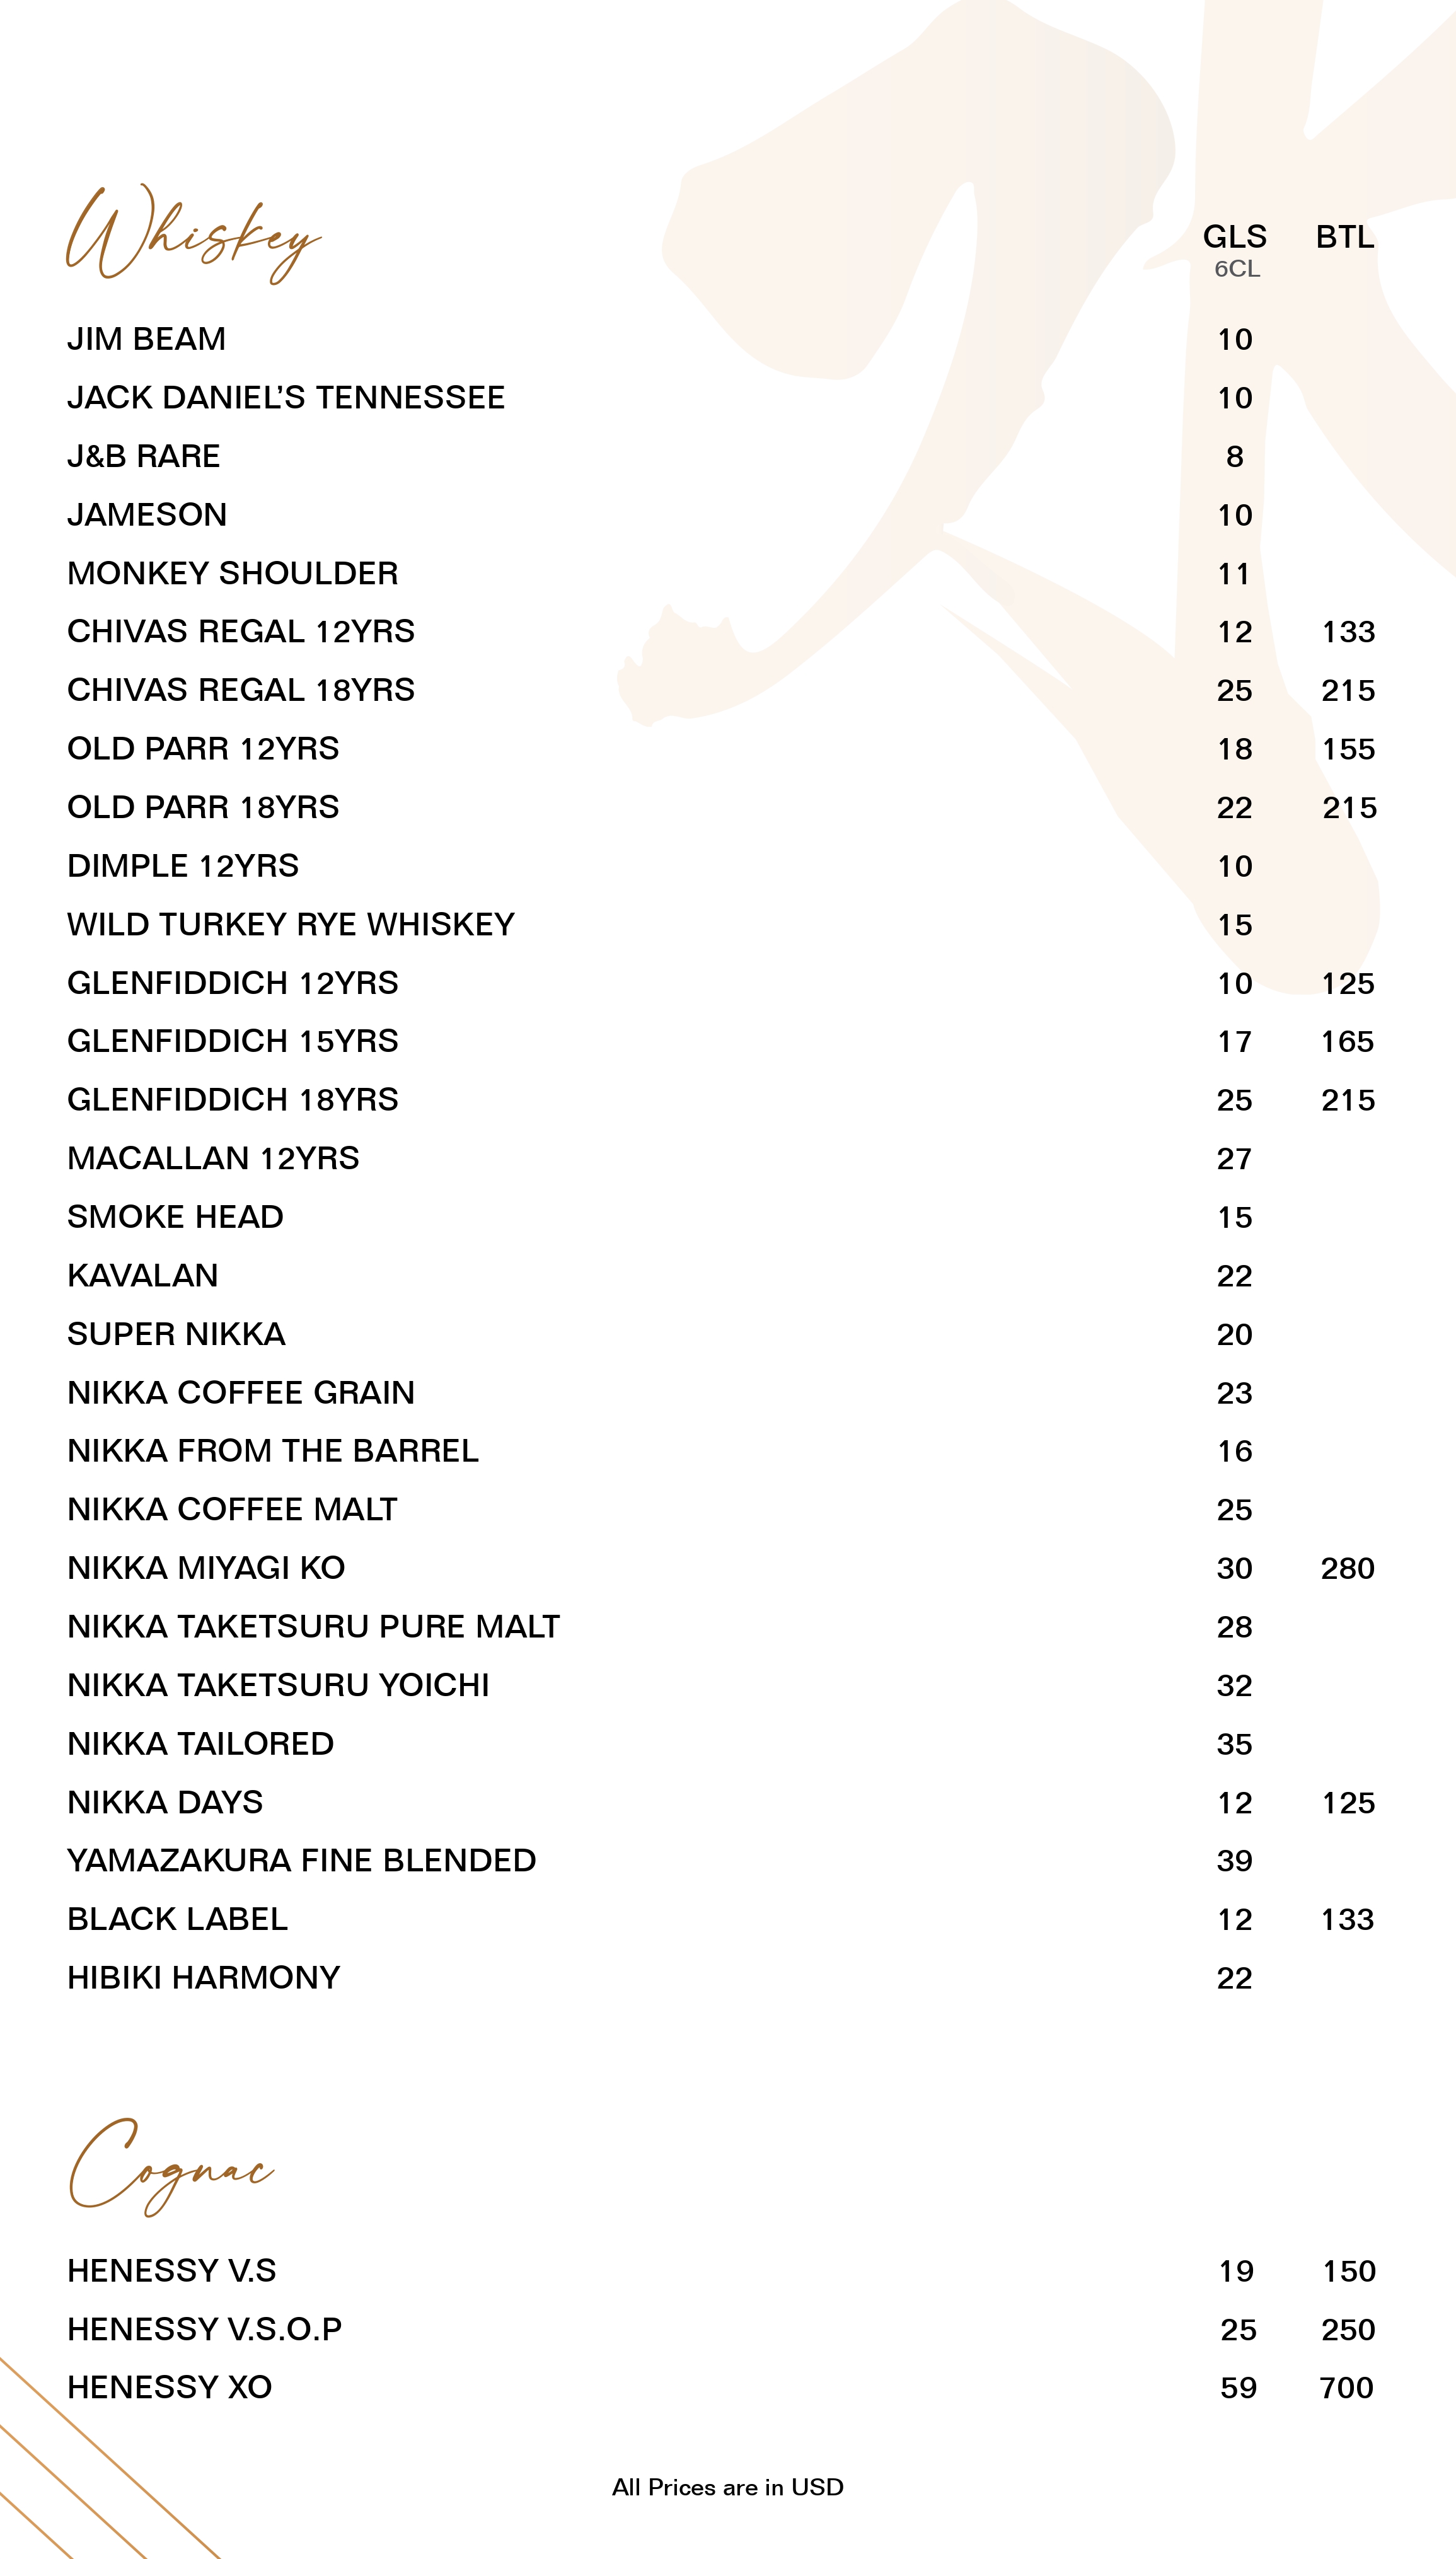 Whiskey GLS BTL
6CL
JIM BEAM 10
JACK DANIEL’S TENNESSEE 10
J&B RARE 8
JAMESON 10
MONKEY SHOULDER 11
CHIVAS REGAL 12YRS 12 133
CHIVAS REGAL 18YRS 25 215
OLD PARR 12YRS 18 155
OLD PARR 18YRS 22 215
DIMPLE 12YRS 10
WILD TURKEY RYE WHISKEY 15
GLENFIDDICH 12YRS 10 125
GLENFIDDICH 15YRS 17 165
GLENFIDDICH 18YRS 25 215
MACALLAN 12YRS 27
SMOKE HEAD 15
KAVALAN 22
SUPER NIKKA 20
NIKKA COFFEE GRAIN 23
NIKKA FROM THE BARREL 16
NIKKA COFFEE MALT 25
NIKKA MIYAGI KO 30 280
NIKKA TAKETSURU PURE MALT 28
NIKKA TAKETSURU YOICHI 32
NIKKA TAILORED 35
NIKKA DAYS 12 125
YAMAZAKURA FINE BLENDED 39
BLACK LABEL 12 133
HIBIKI HARMONY 22
Cognac
HENESSY V.S 19 150
HENESSY V.S.O.P 25 250
HENESSY XO 59 700
All Prices are in USD